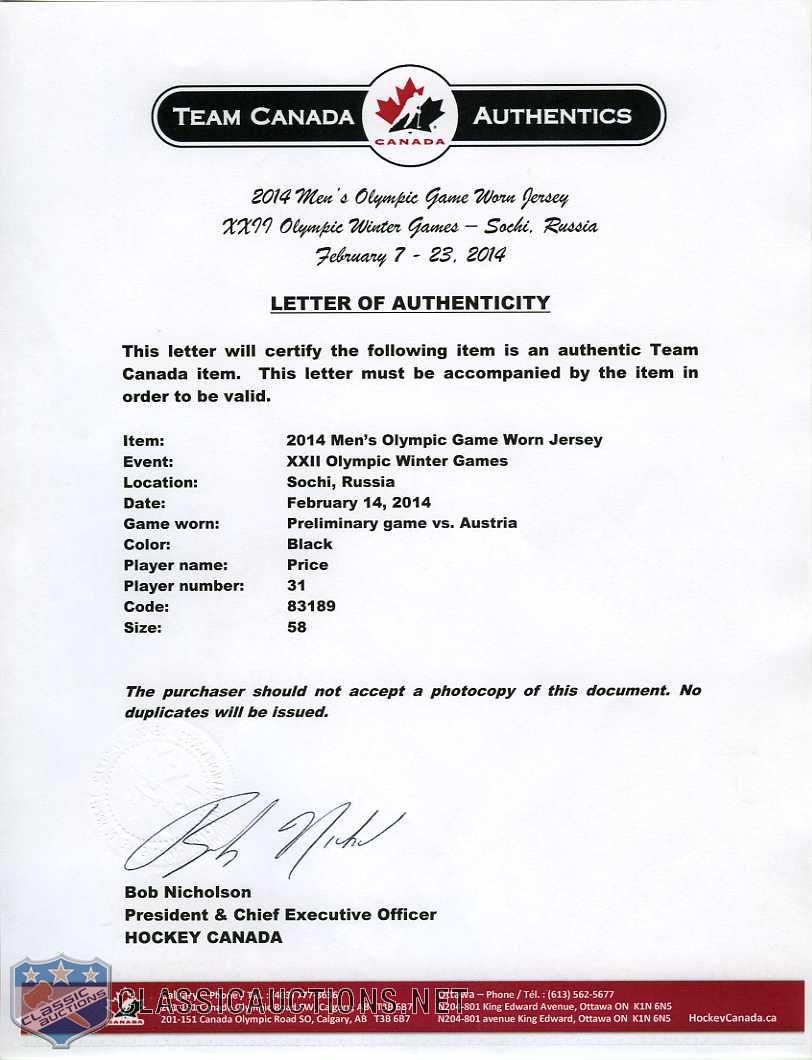 TEAM CANADA AUTHENTICS
CANADA
2014 Men's Olympic Game Worn Jersey
XXII Olympic Winter Games – Sochi, Russia
February 7 - 23, 2014
LETTER OF AUTHENTICITY
This letter will certify the following item is an authentic Team
Canada item. This letter must be accompanied by the item in
order to be valid.
Item: 2014 Men's Olympic Game Worn Jersey
Event: XXII Olympic Winter Games
Location: Sochi, Russia
Date: February 14, 2014
Game worn: Preliminary game vs. Austria
Color: Black
Player name: Price
Player number: 31
Code: 83189
Size: 58
The purchaser should not accept a photocopy of this document. No
duplicates will be issued.
Bob Nicholson
President & Chief Executive Officer
HOCKEY CANADA
CLASSIC
AUCTIONS
CANADA
CLASSICAUCTIONS.NET
201-151 Canada Olympic Road SO, Calgary, AB T3B 6B7
Ottawa – Phone / Tél. : (613) 562-5677
N204-801 King Edward Avenue, Ottawa ON K1N 6N5
N204-801 avenue King Edward, Ottawa ON K1N 6N5
HockeyCanada.ca